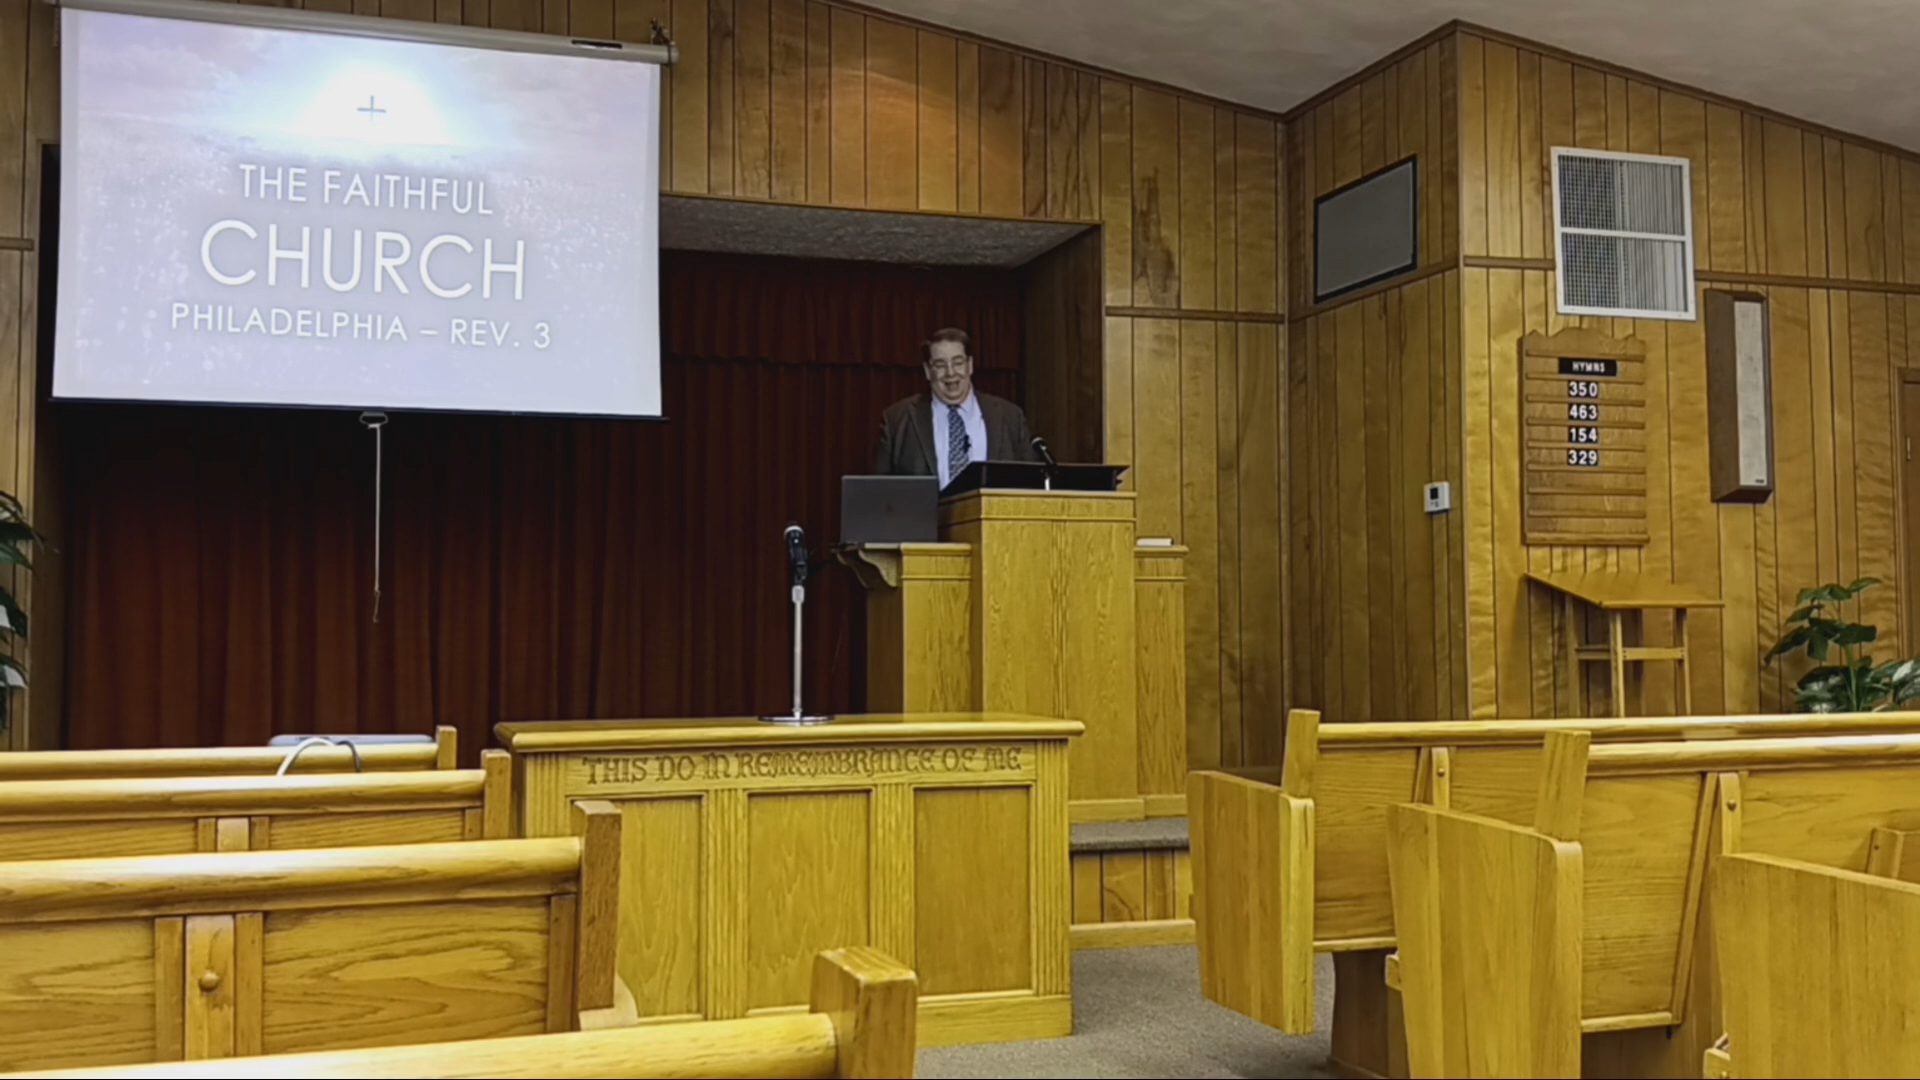 THE FAITHFUL
CHURCH
PHILADELPHIA – REV. 3
HYMNS
350
463
154
329
THIS DO IN REMEMBRANCE OF ME